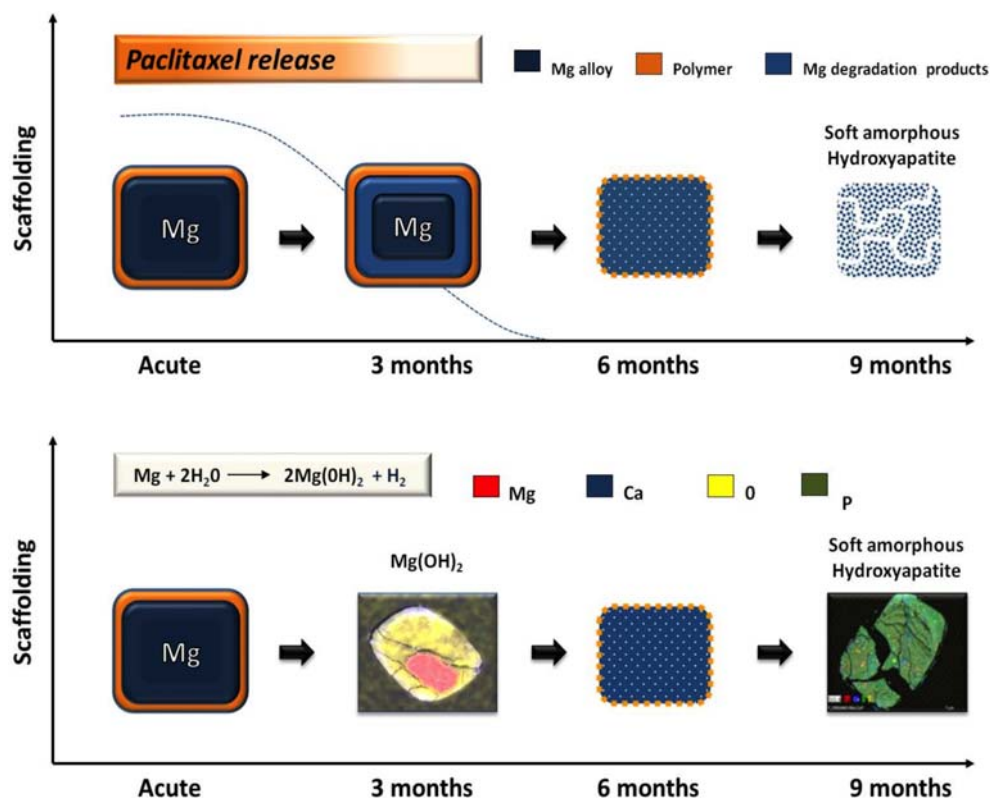 Paclitaxel release
Mg alloy
Polymer
Mg degradation products
Scaffolding
Soft amorphous
Hydroxyapatite
Mg
Mg
Acute
3 months
6 months
9 months
Mg + 2H₂0 ⟶ 2Mg(0H)₂ + H₂
Mg
Ca
0
P
Scaffolding
Mg(OH)₂
Soft amorphous
Hydroxyapatite
Mg
Acute
3 months
6 months
9 months